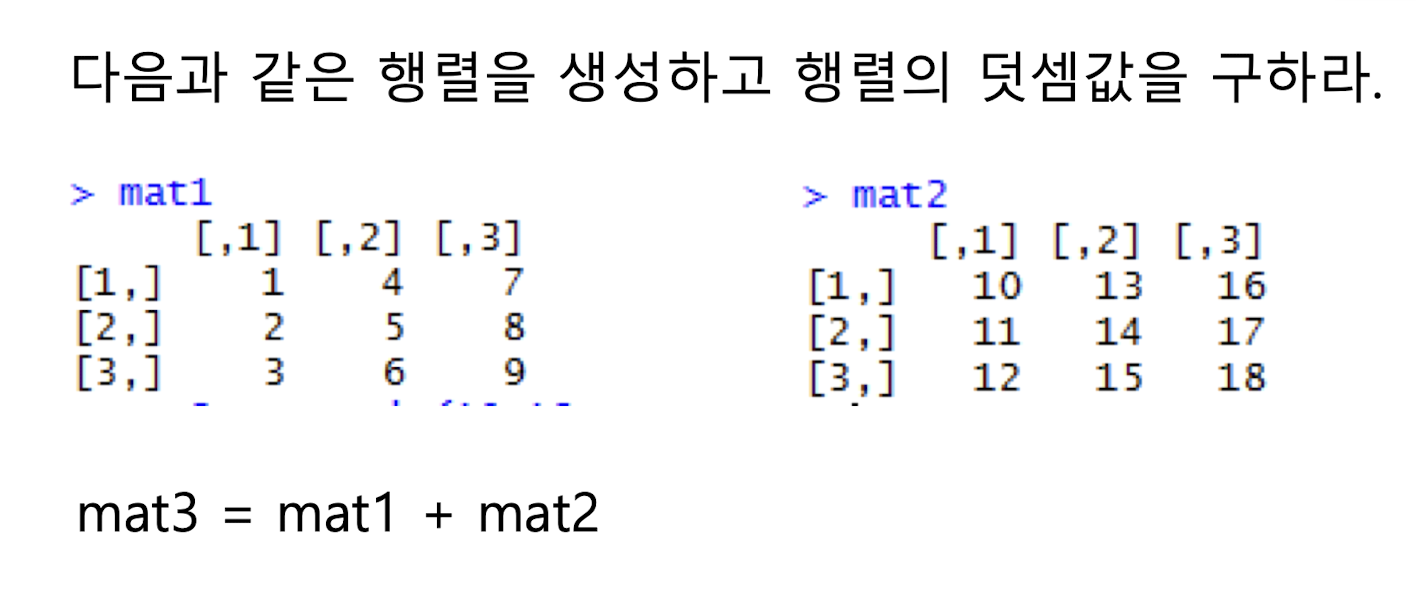 다음과 같은 행렬을 생성하고 행렬의 덧셈값을 구하라.
> mat1
[,1] [,2] [,3]
[1,] 1 4 7
[2,] 2 5 8
[3,] 3 6 9
> mat2
[,1] [,2] [,3]
[1,] 10 13 16
[2,] 11 14 17
[3,] 12 15 18
mat3 = mat1 + mat2